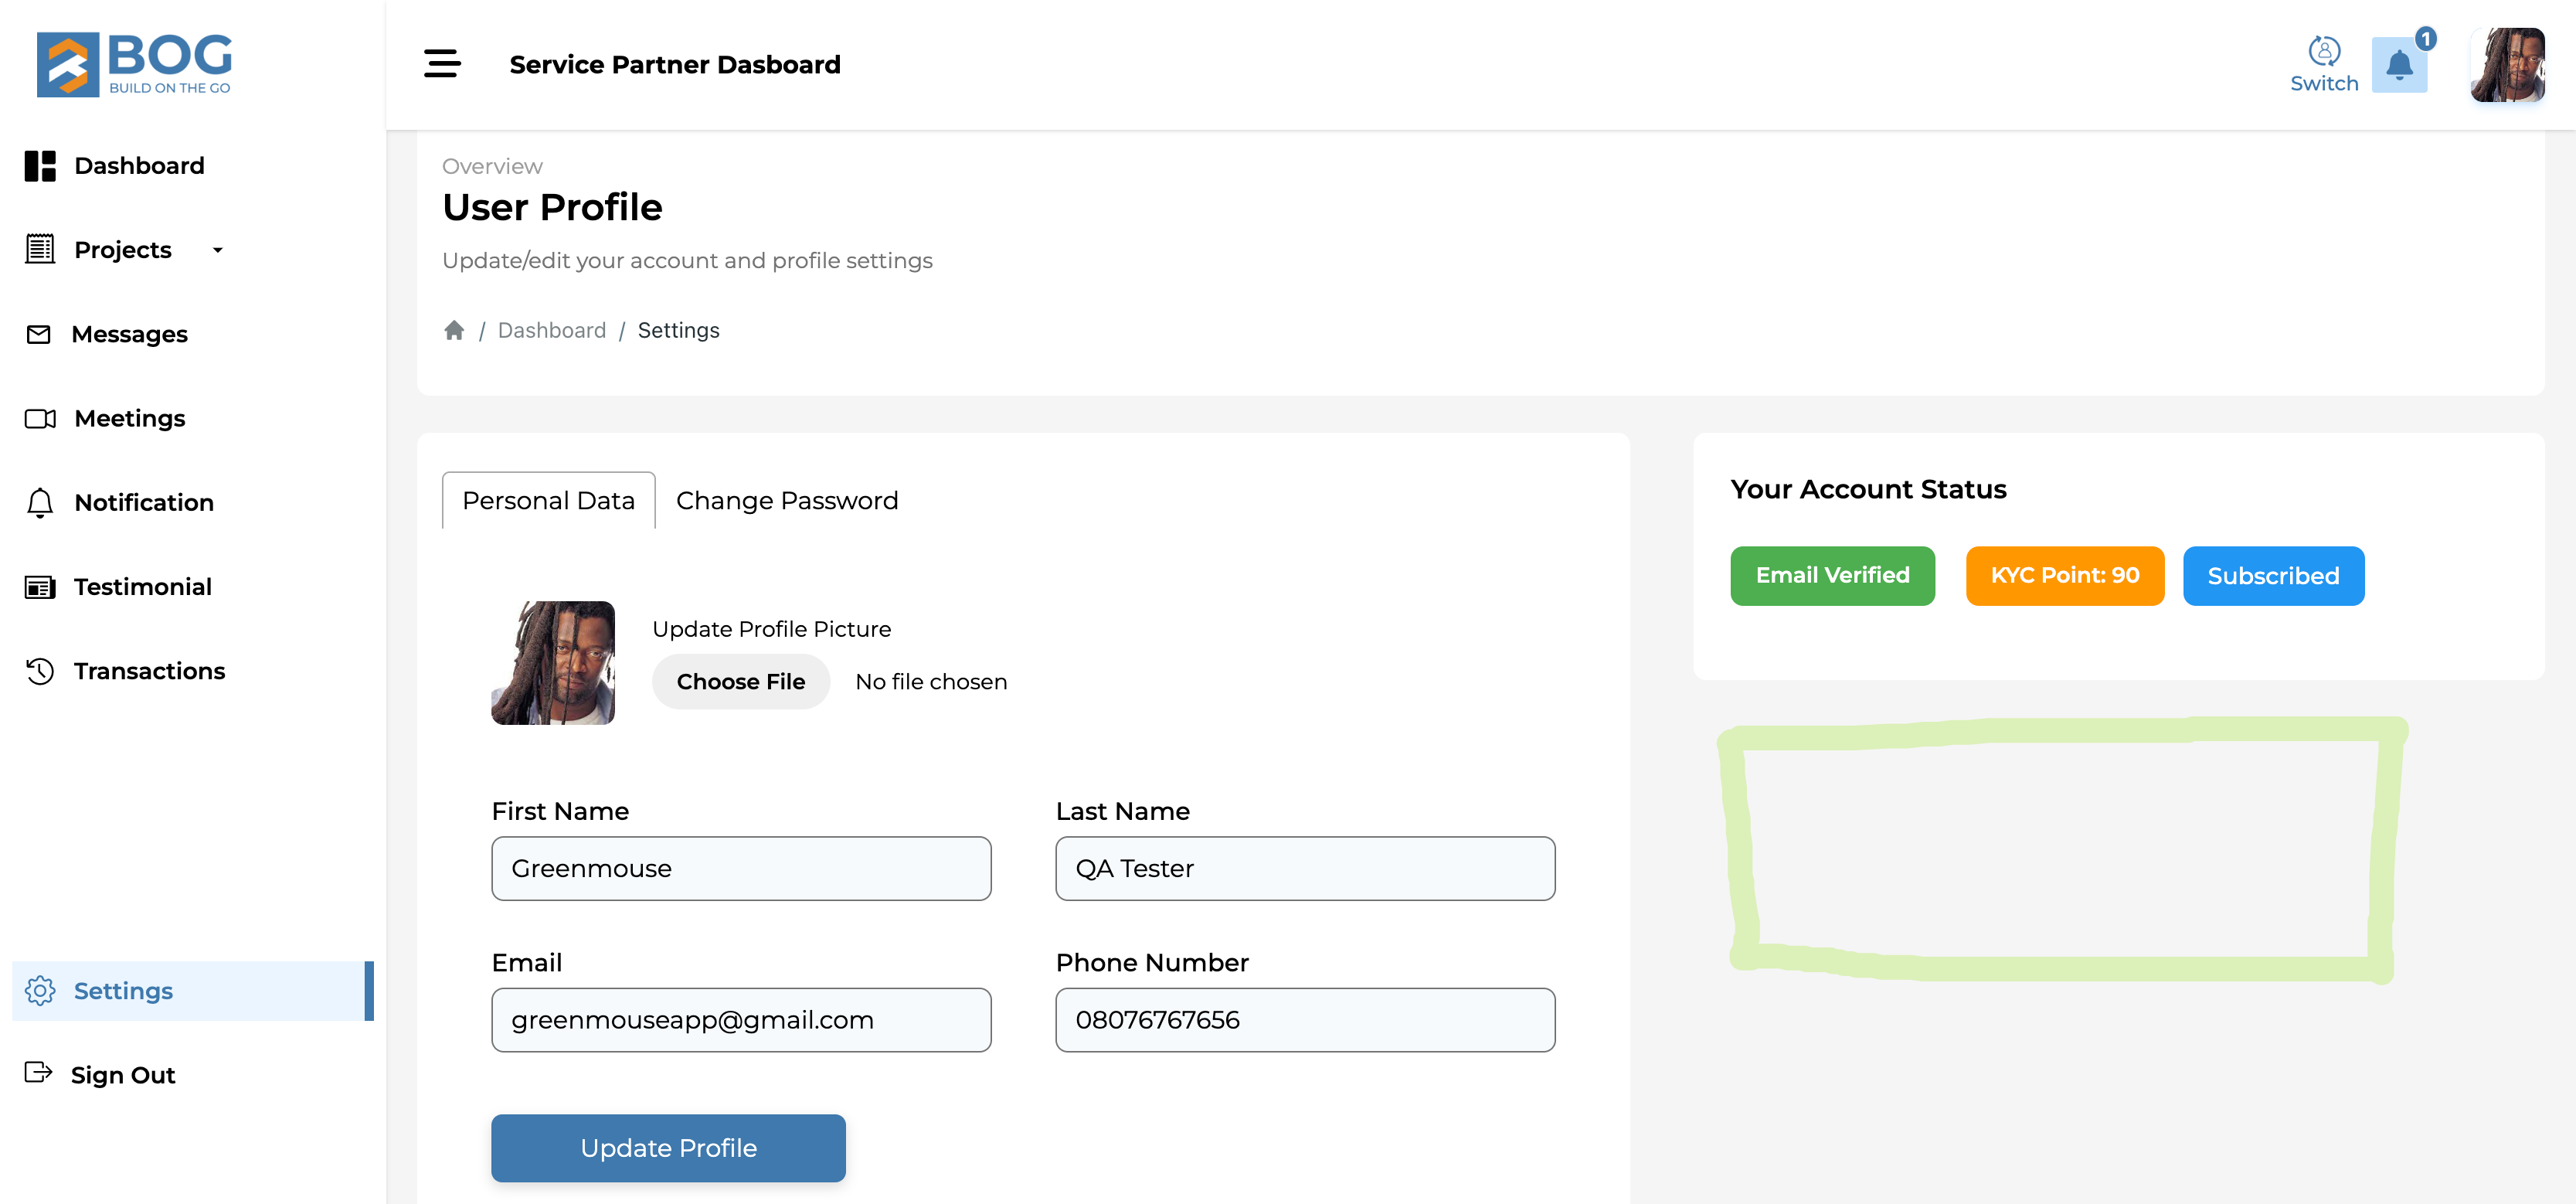 BOG
BUILD ON THE GO
Service Partner Dasboard
Switch
1
Dashboard
Projects
Messages
Meetings
Notification
Testimonial
Transactions
Settings
Sign Out
Overview
User Profile
Update/edit your account and profile settings
/ Dashboard / Settings
Personal Data
Change Password
Update Profile Picture
Choose File No file chosen
First Name
Greenmouse
Last Name
QA Tester
Email
greenmouseapp@gmail.com
Phone Number
08076767656
Update Profile
Your Account Status
Email Verified
KYC Point: 90
Subscribed